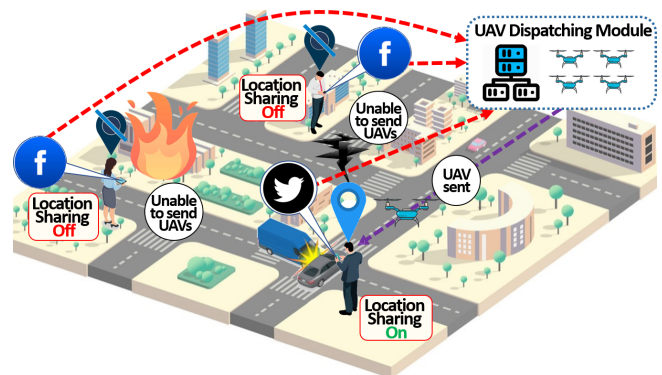 UAV Dispatching Module
f
Location
Sharing
Off
Unable
to send
UAVs
f
Location
Sharing
Off
Unable
to send
UAVs
UAV
sent
Location
Sharing
On